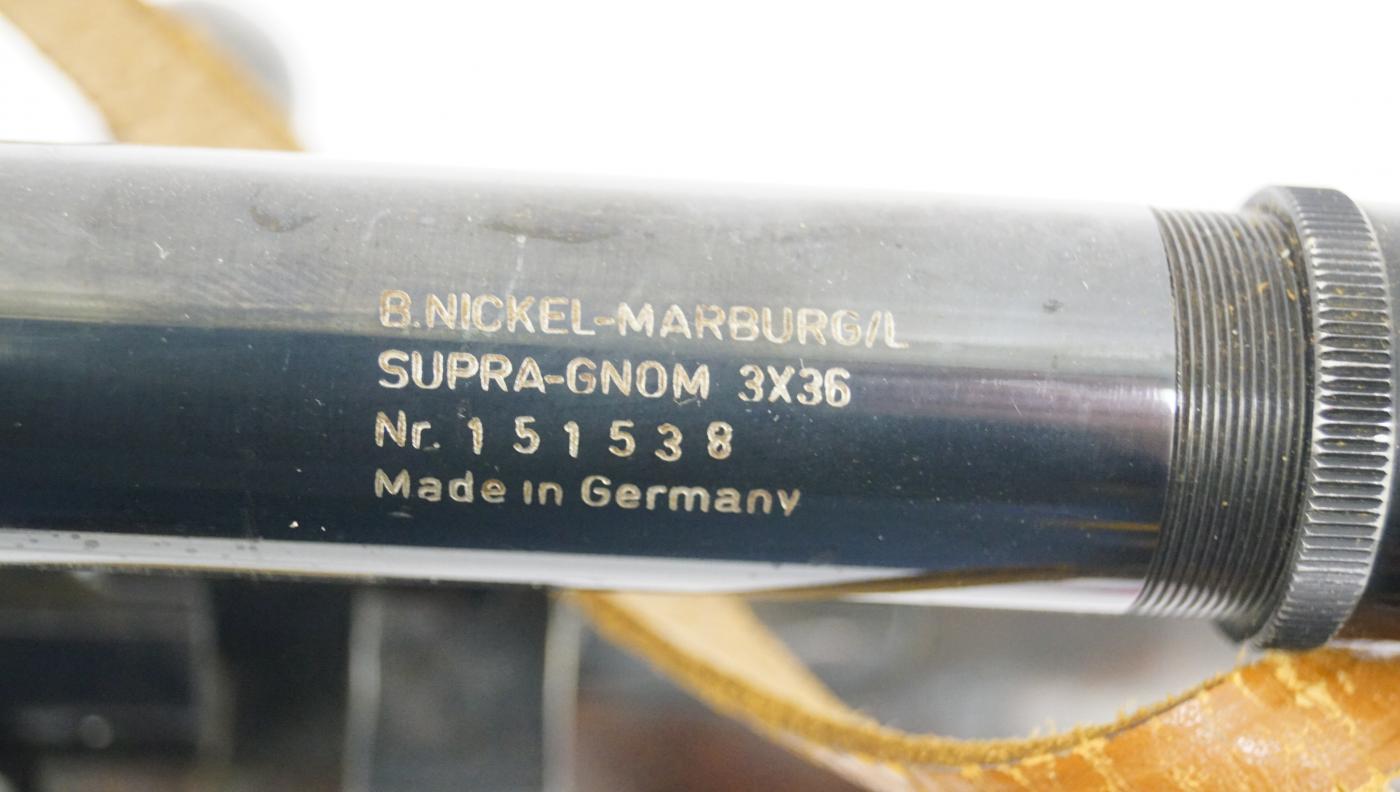 B.NICKEL-MARBURG/L
SUPRA-GNOM 3X36
Nr. 151538
Made in Germany